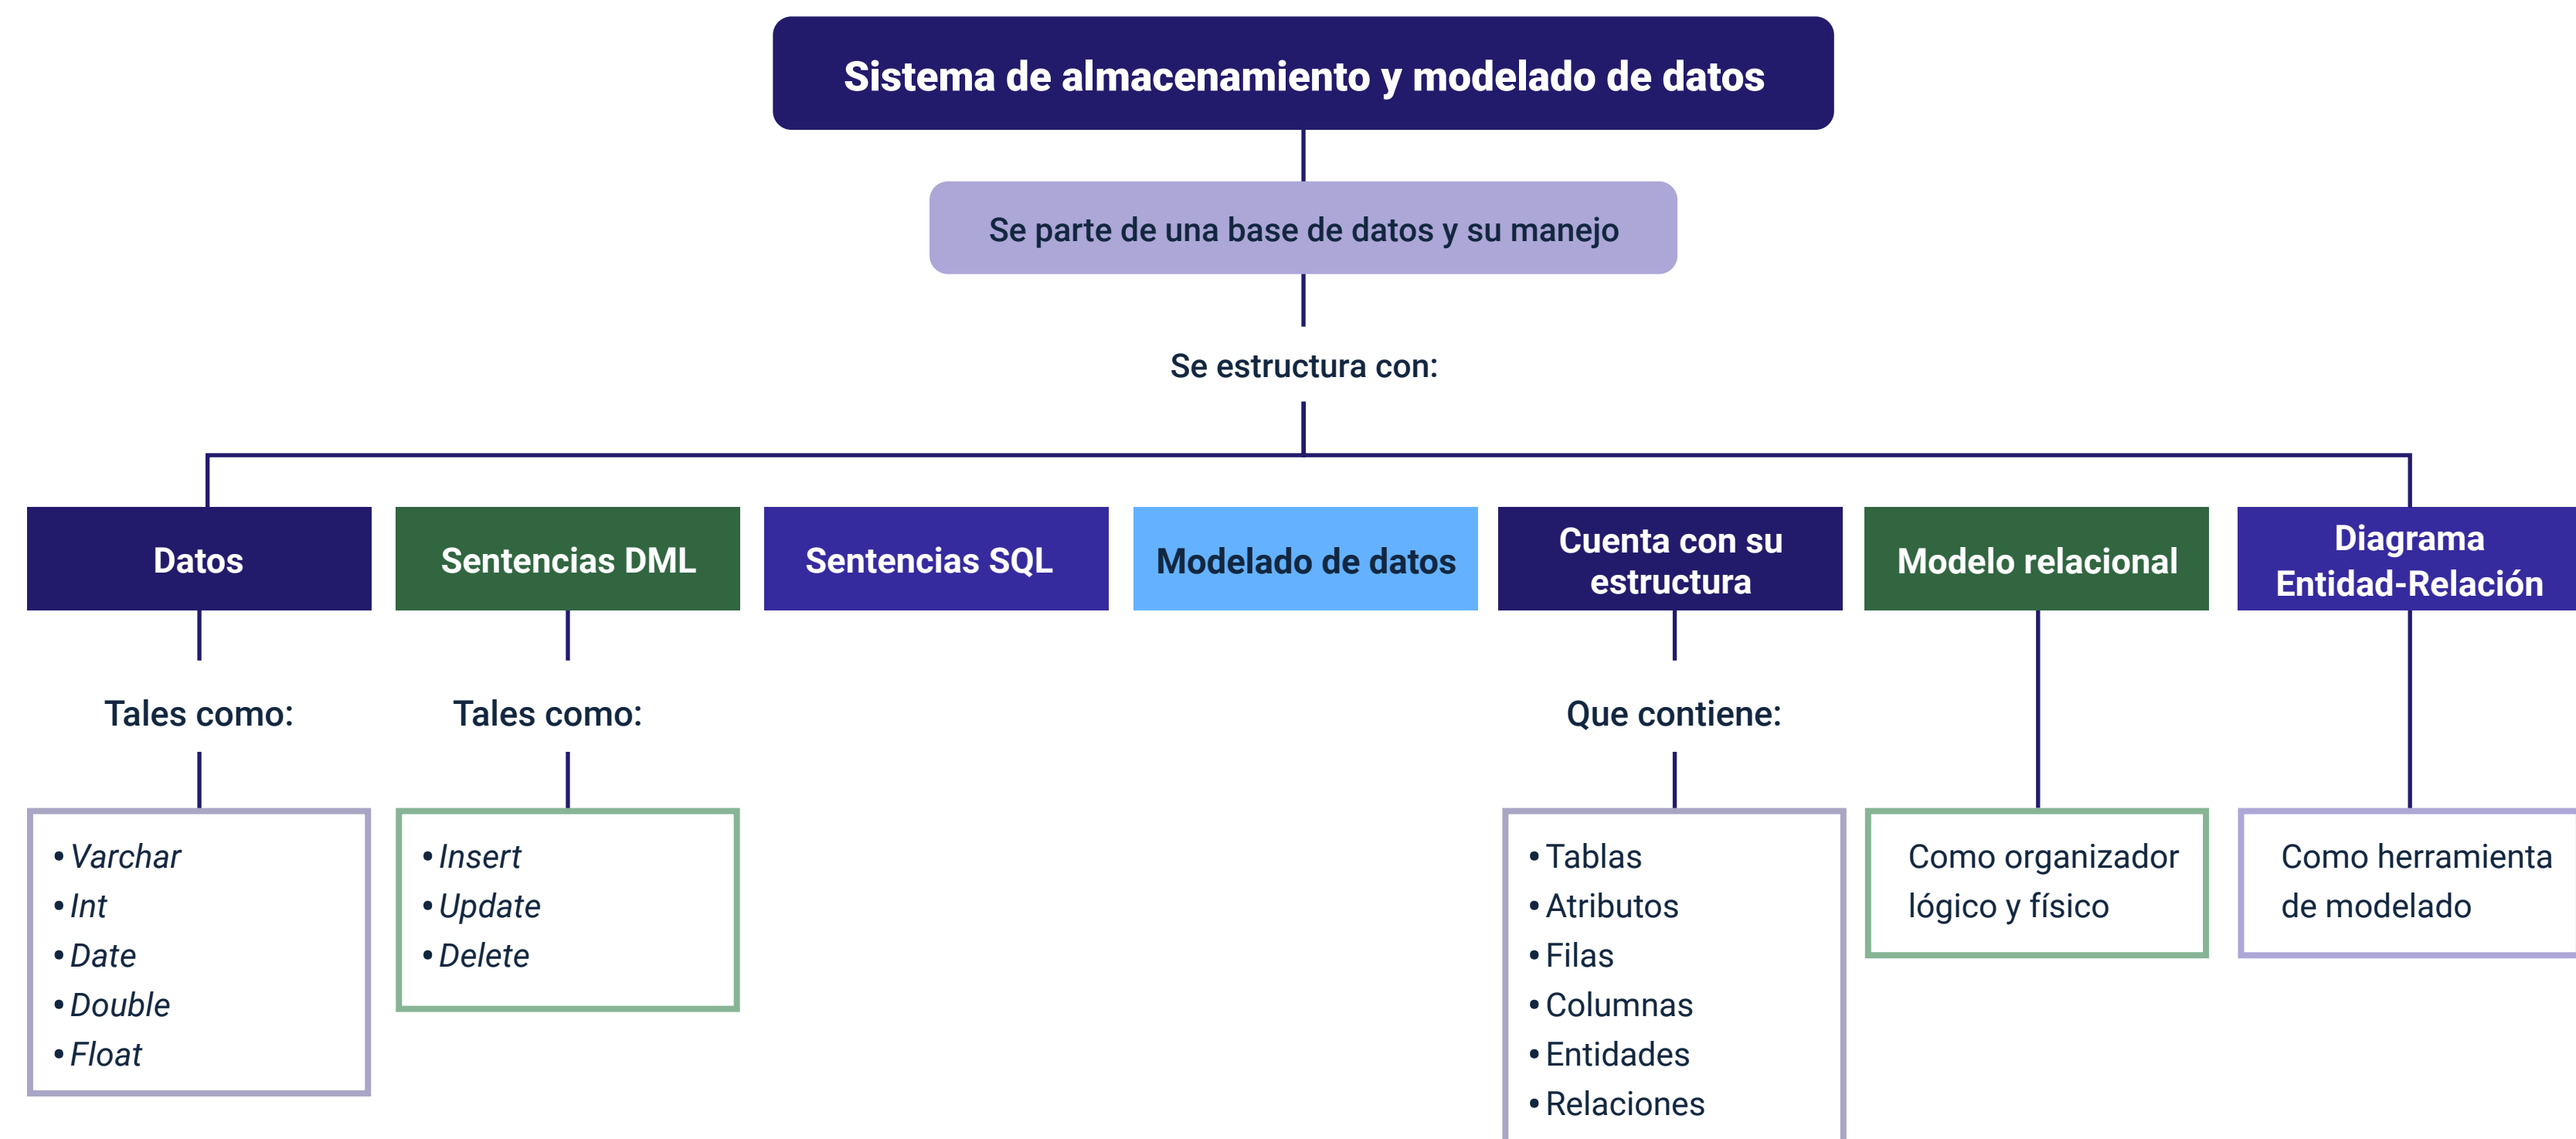 Sistema de almacenamiento y modelado de datos
Se parte de una base de datos y su manejo
Se estructura con:
Datos
Sentencias DML
Sentencias SQL
Modelado de datos
Cuenta con su
estructura
Modelo relacional
Diagrama
Entidad-Relación
Tales como:
Tales como:
Que contiene:
• Varchar
• Int
• Date
• Double
• Float
• Insert
• Update
• Delete
• Tablas
• Atributos
• Filas
• Columnas
• Entidades
• Relaciones
Como organizador
lógico y físico
Como herramienta
de modelado